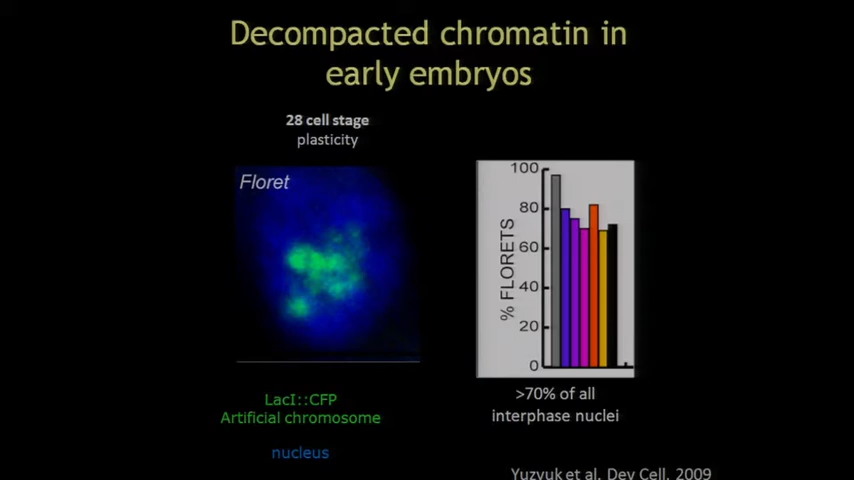 Decompacted chromatin in
early embryos
28 cell stage
plasticity
Floret
% FLORETS
100
80
60
40
20
0
LacI::CFP
Artificial chromosome
nucleus
>70% of all
interphase nuclei
Yuzyuk et al. Dev Cell. 2009